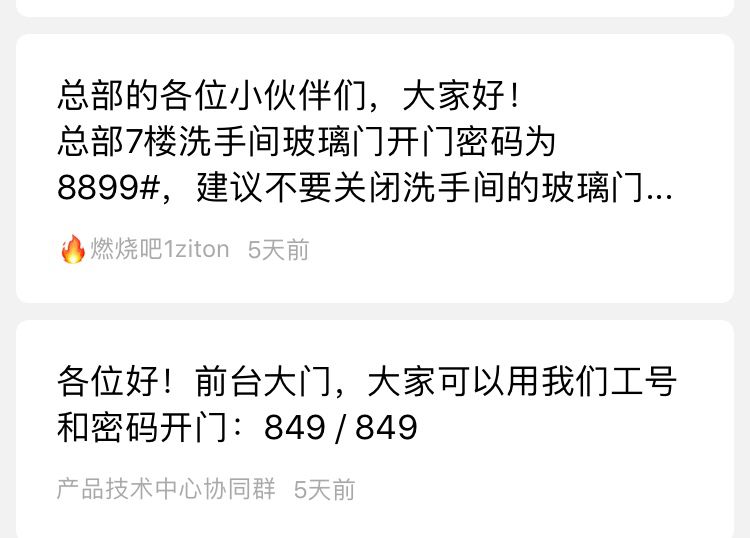 总部的各位小伙伴们，大家好！
总部7楼洗手间玻璃门开门密码为
8899#，建议不要关闭洗手间的玻璃门...
🔥燃烧吧1ziton 5天前
各位好！前台大门，大家可以用我们工号
和密码开门：849 / 849
产品技术中心协同群 5天前